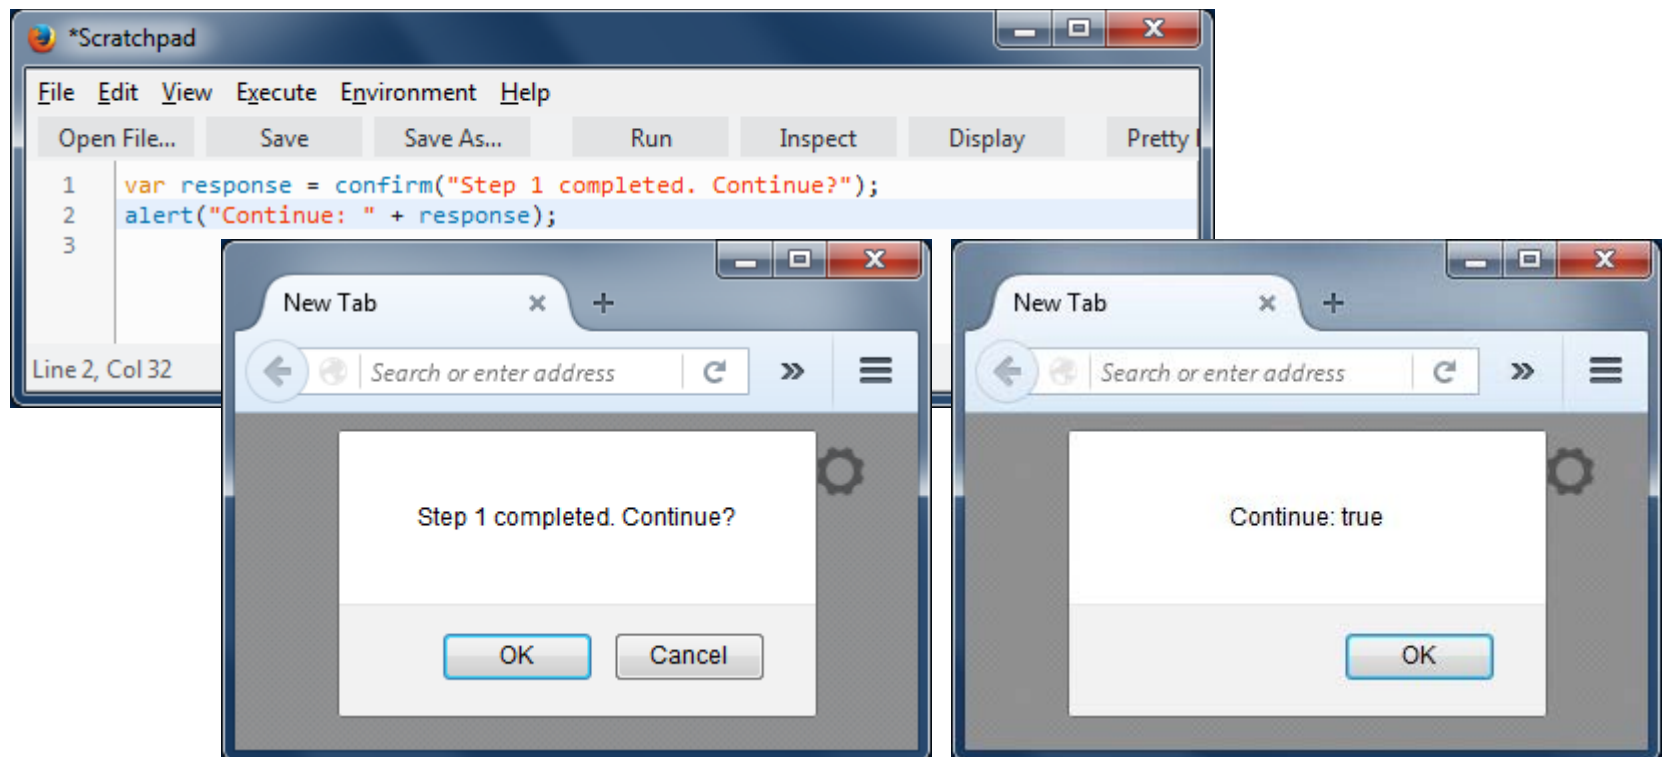 *Scratchpad
File Edit View Execute Environment Help
Open File... Save Save As... Run Inspect Display Pretty
1 var response = confirm("Step 1 completed. Continue?");
2 alert("Continue: " + response);
3
Line 2, Col 32
New Tab
Search or enter address
Step 1 completed. Continue?
OK Cancel
New Tab
Search or enter address
Continue: true
OK